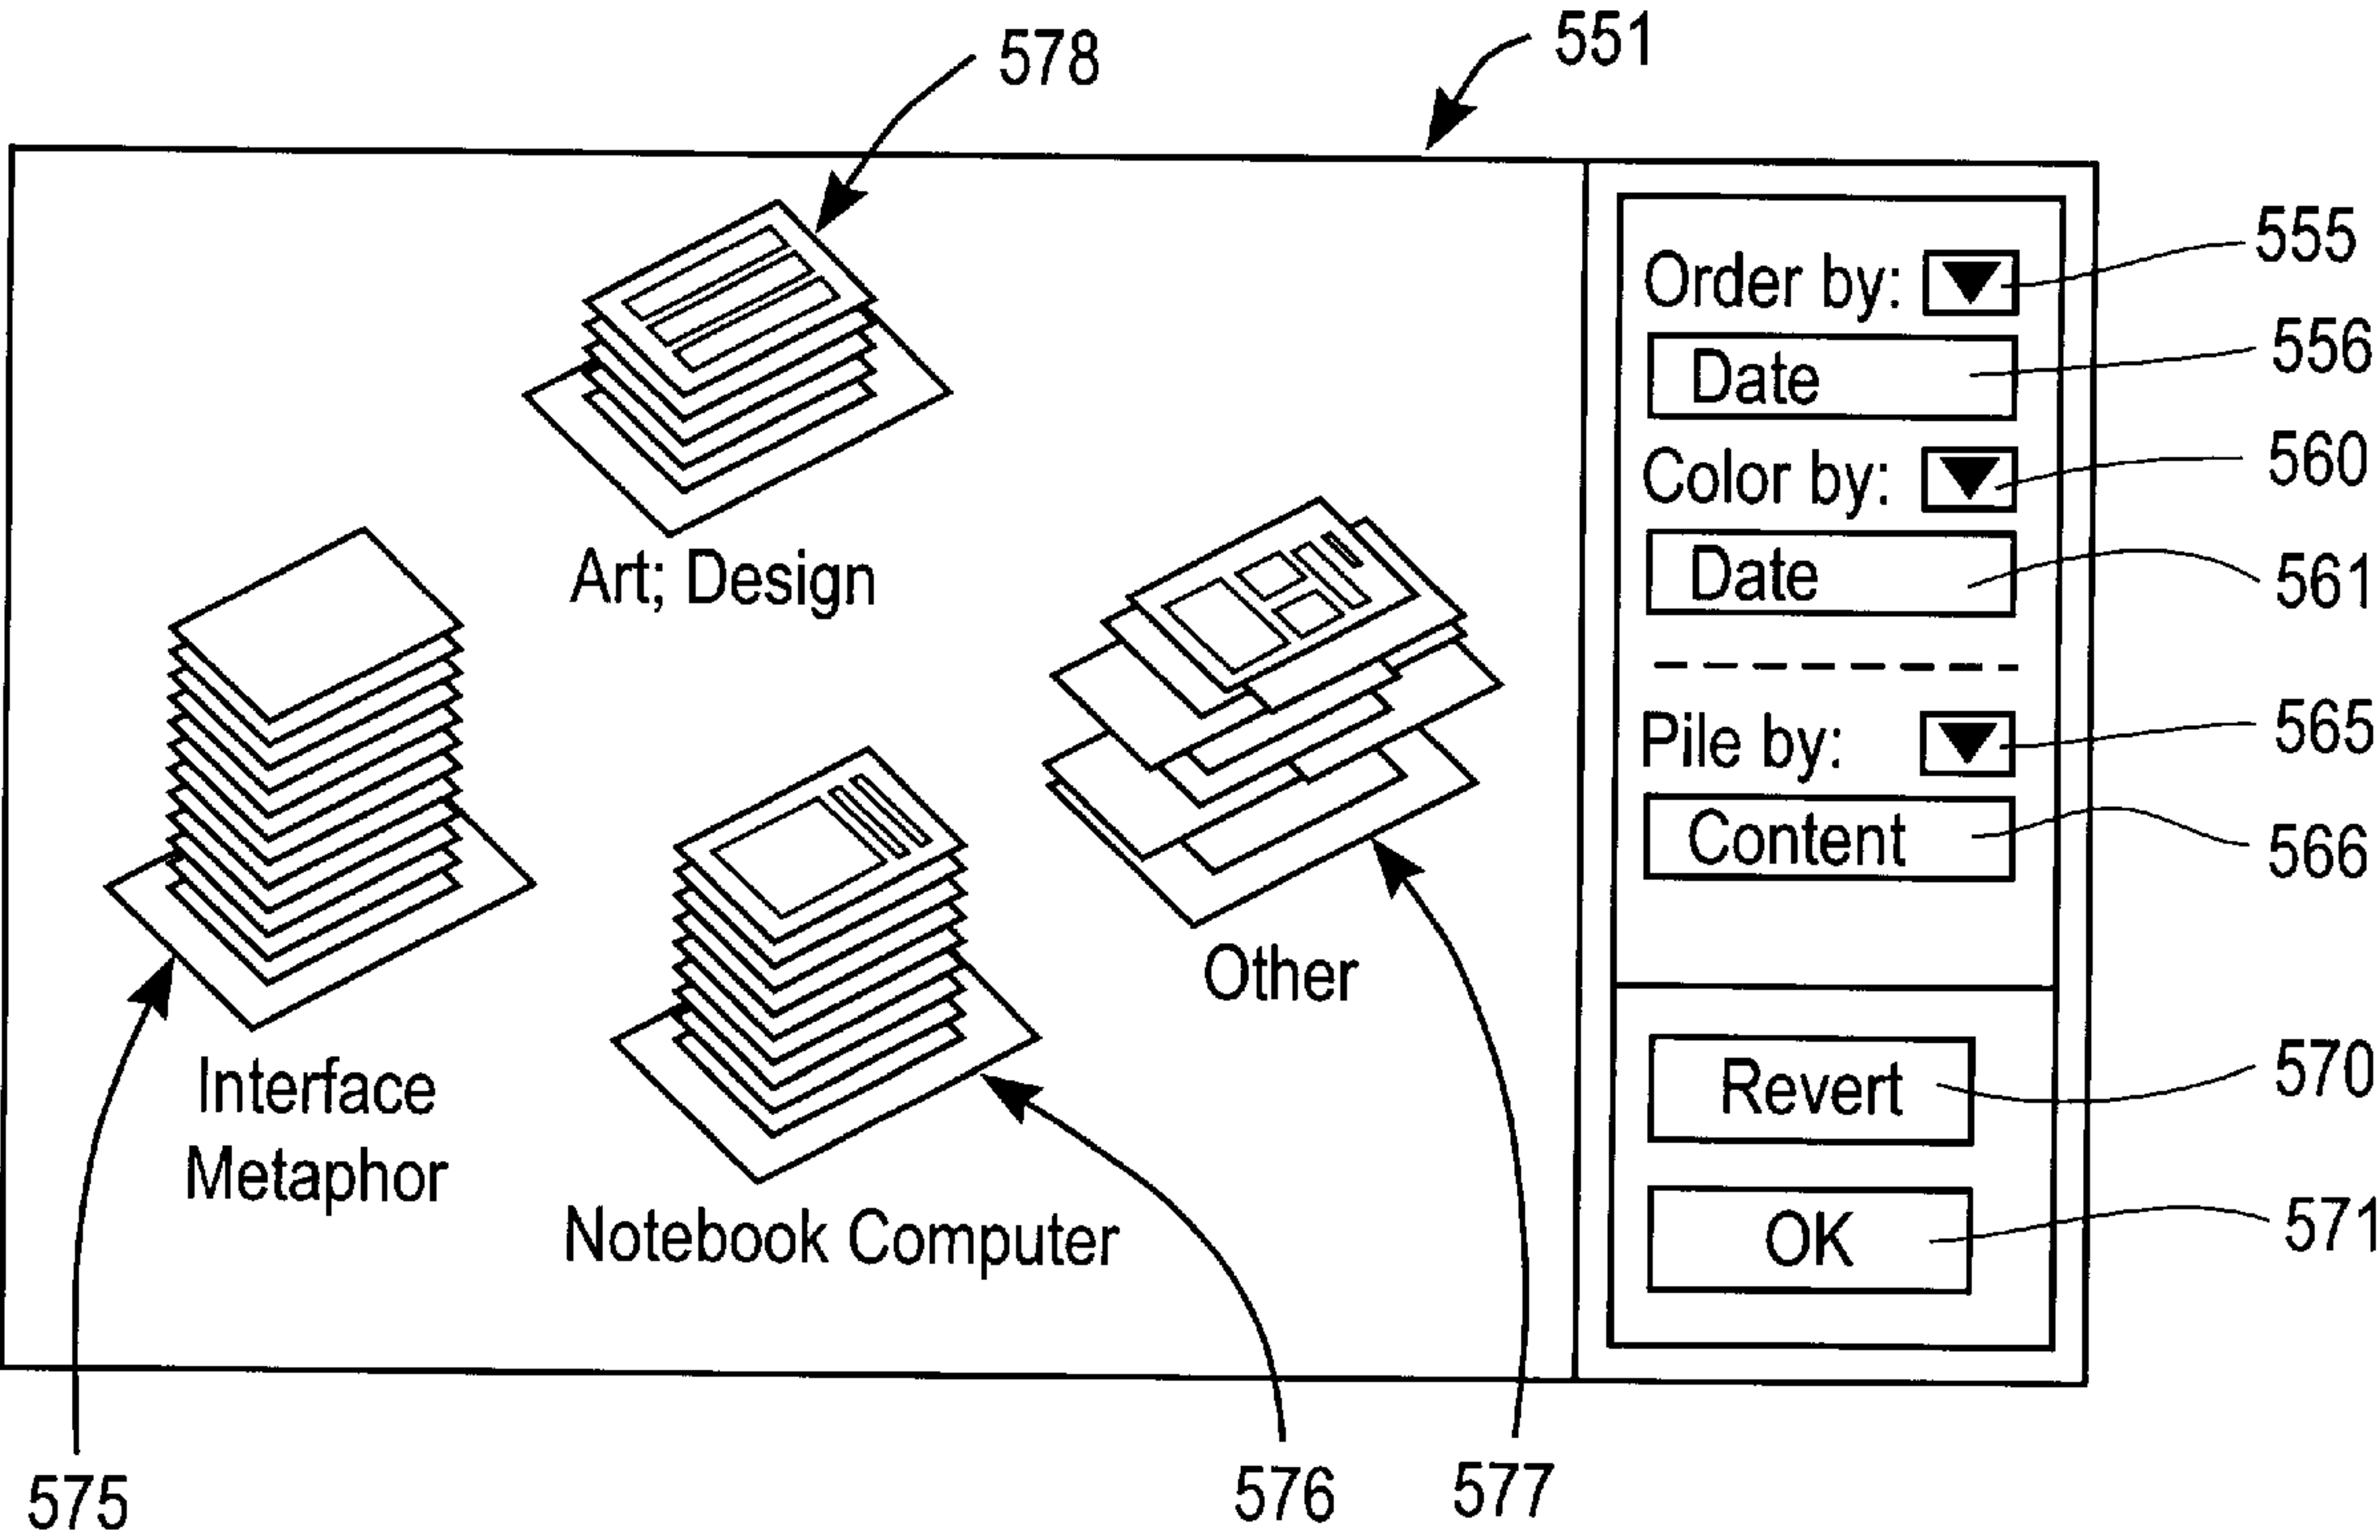 578
551
Order by:
555
Date
556
Color by:
560
Date
561
Pile by:
565
Content
566
Revert
570
OK
571
Art; Design
Other
Interface
Metaphor
Notebook Computer
575
576
577